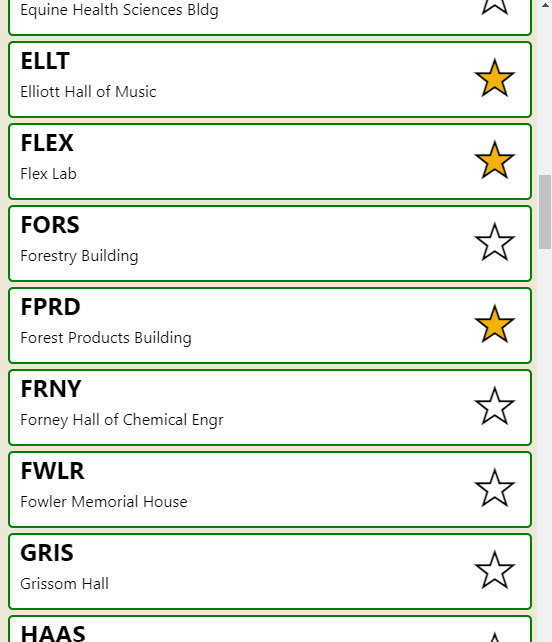 Equine Health Sciences Bldg
ELLT
Elliott Hall of Music
FLEX
Flex Lab
FORS
Forestry Building
FPRD
Forest Products Building
FRNY
Forney Hall of Chemical Engr
FWLR
Fowler Memorial House
GRIS
Grissom Hall
HAAS